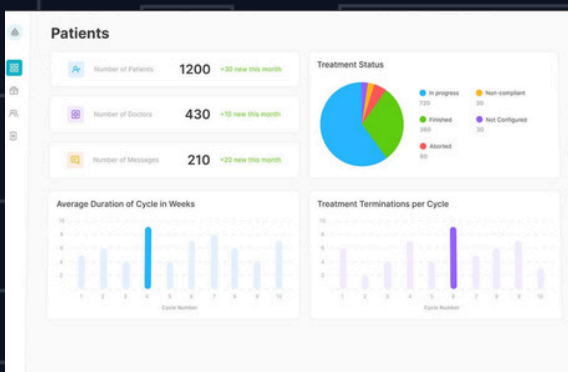 Patients
Number of Patients 1200 +30 new this month
Number of Doctors 430 +10 new this month
Number of Messages 210 +20 new this month
Treatment Status
In progress
720
Non-compliant
30
Finished
360
Not Configured
30
Aborted
60
Average Duration of Cycle in Weeks
10
8
6
4
2
1 2 3 4 5 6 7 8 9 10
Cycle Number
Treatment Terminations per Cycle
10
8
6
4
2
1 2 3 4 5 6 7 8 9 10
Cycle Number